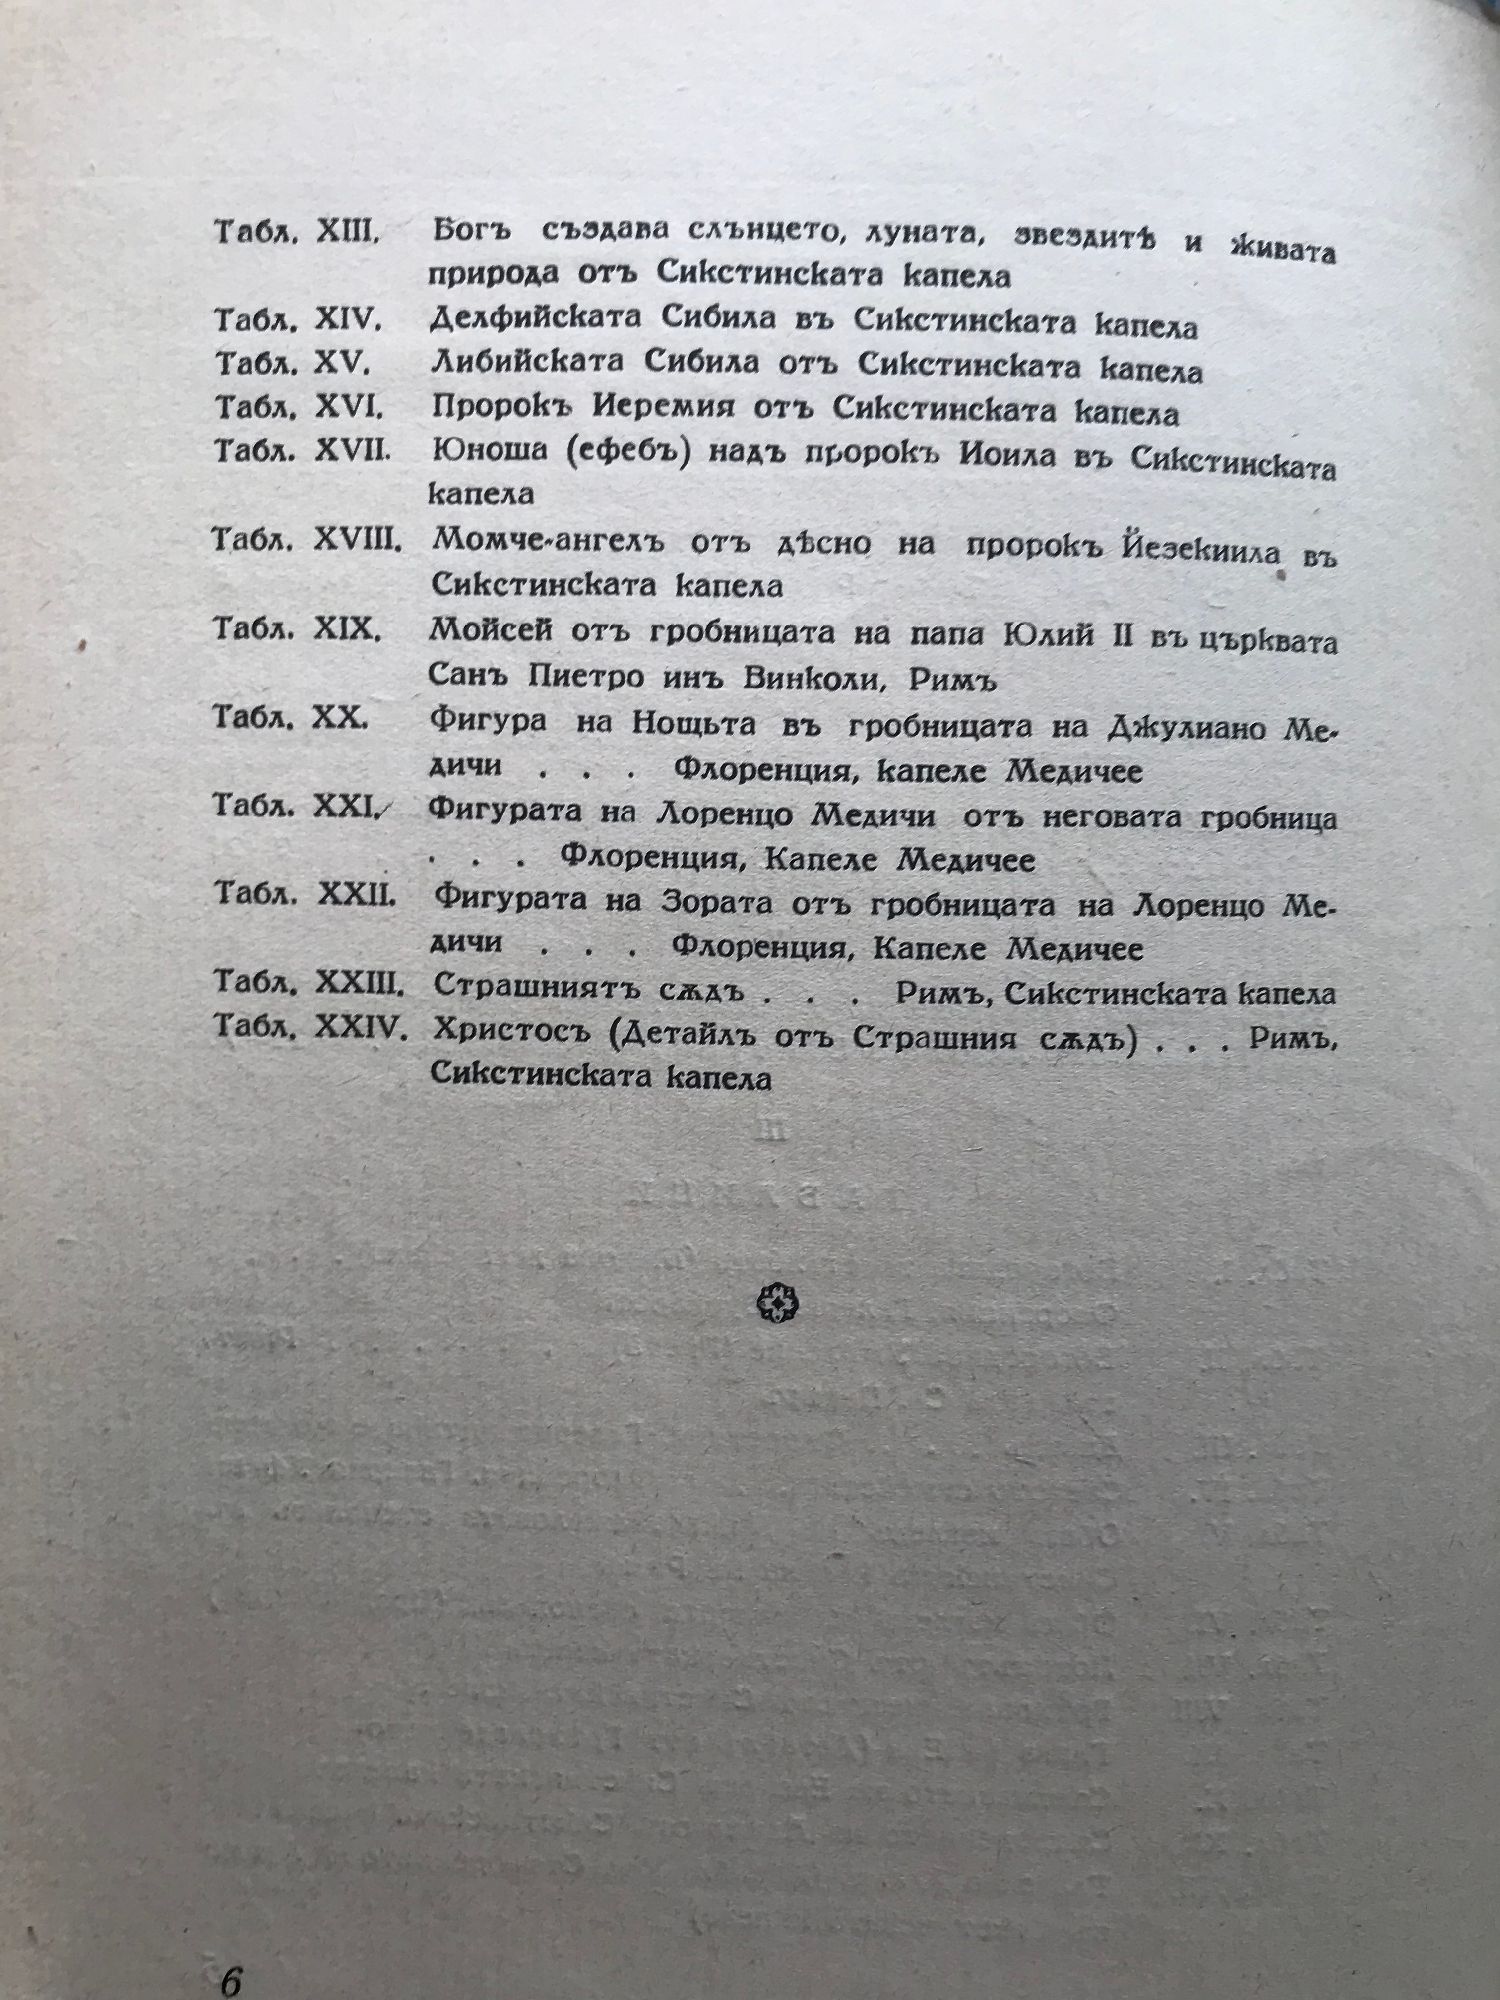 Табл. XIII. Богъ създава слънцето, луната, звездитѣ и живата
природа отъ Сикстинската капела
Табл. XIV. Делфийската Сибила въ Сикстинската капела
Табл. XV. Либийската Сибила отъ Сикстинската капела
Табл. XVI. Пророкъ Иеремия отъ Сикстинската капела
Табл. XVII. Юноша (ефебъ) надъ пророкъ Иоила въ Сикстинската
капела
Табл. XVIII. Момче-ангелъ отъ дѣсно на пророкъ Йезекиила въ
Сикстинската капела
Табл. XIX. Мойсей отъ гробницата на папа Юлий II въ църквата
Санъ Пиетро инъ Винколи, Римъ
Табл. XX. Фигура на Нощьта въ гробницата на Джулиано Ме-
дичи . . . Флоренция, капеле Медичее
Табл. XXI. Фигурата на Лоренцо Медичи отъ неговата гробница
. . . Флоренция, Капеле Медичее
Табл. XXII. Фигурата на Зората отъ гробницата на Лоренцо Ме-
дичи . . . Флоренция, Капеле Медичее
Табл. XXIII. Страшниятъ сѫдъ . . . Римъ, Сикстинската капела
Табл. XXIV. Христосъ (Детайлъ отъ Страшния сѫдъ) . . . Римъ,
Сикстинската капела
6